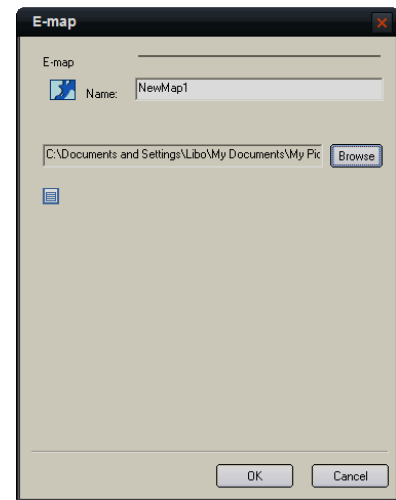 E-map
E-map
Name:
NewMap1
C:\Documents and Settings\Libo\My Documents\My Pic
Browse
OK
Cancel